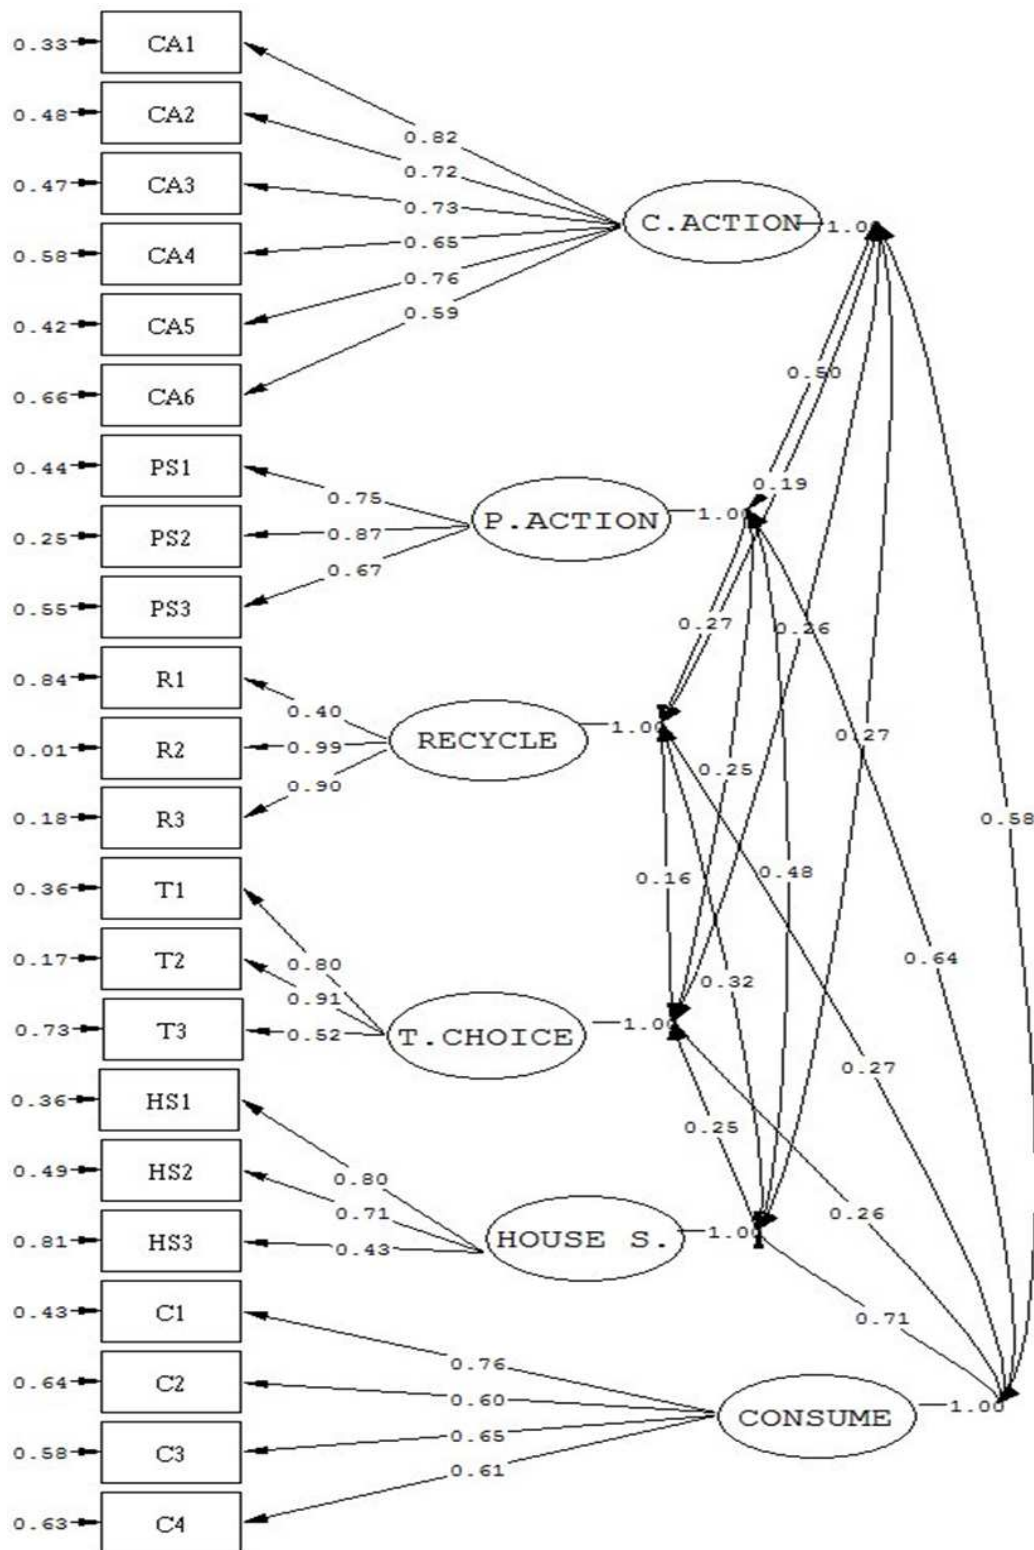 0.33 CA1
0.48 CA2
0.82
0.72
0.47 CA3
0.73
C.ACTION 1.00
0.58 CA4
0.65
0.76
0.42 CA5
0.59
0.50
0.66 CA6
0.44 PS1
0.19
0.75
P.ACTION 1.00
0.25 PS2
0.87
0.67
0.55 PS3
0.27
0.26
0.84 R1
0.40
RECYCLE 1.00
0.01 R2
0.99
0.27
0.25
0.90
0.18 R3
0.58
0.36 T1
0.16
0.48
0.17 T2
0.80
0.64
0.32
0.91
0.73 T3
0.52
T.CHOICE 1.00
0.27
0.36 HS1
0.25
0.49 HS2
0.80
0.71
0.26
0.81 HS3
0.43
HOUSE S. 1.00
0.43 C1
0.71
0.76
0.64 C2
0.60
CONSUME 1.00
0.65
0.58 C3
0.61
0.63 C4